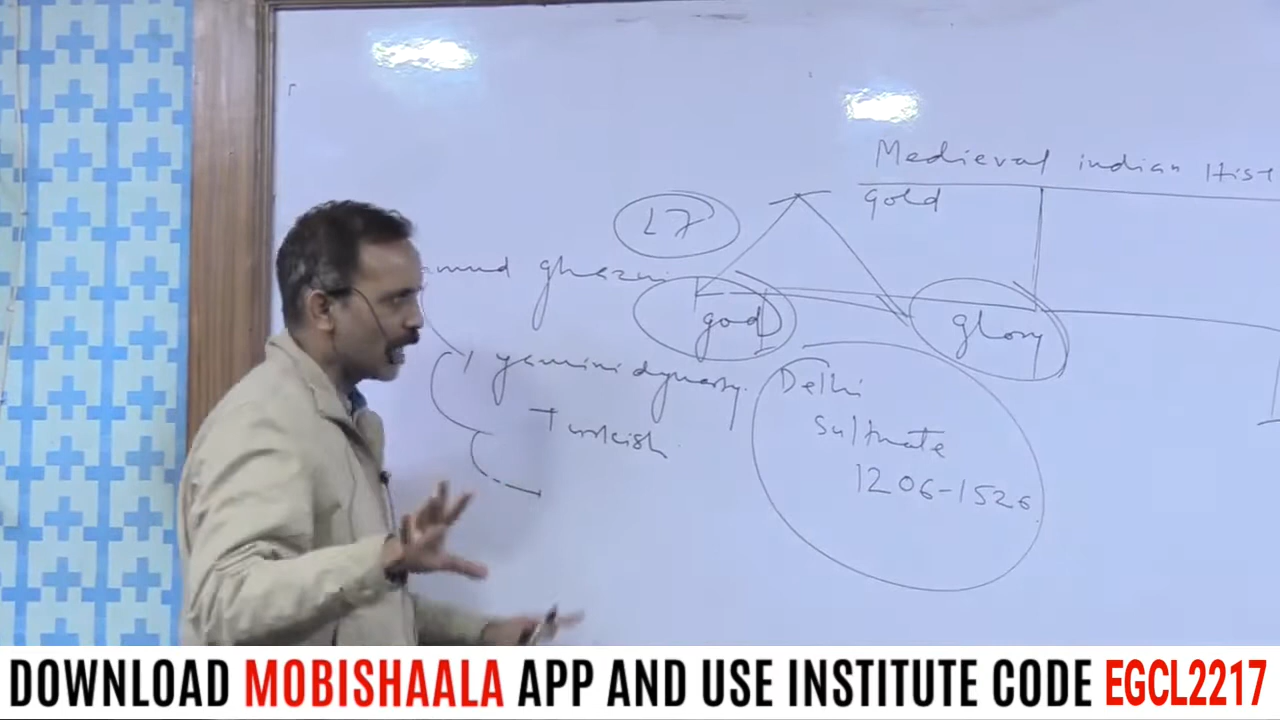 Medieval indian Hist
gold
17
mud ghazni
god
glory
yamini dynasty.
Turkish
Delhi
Sultnate
1206-1526
DOWNLOAD MOBISHAALA APP AND USE INSTITUTE CODE EGCL2217